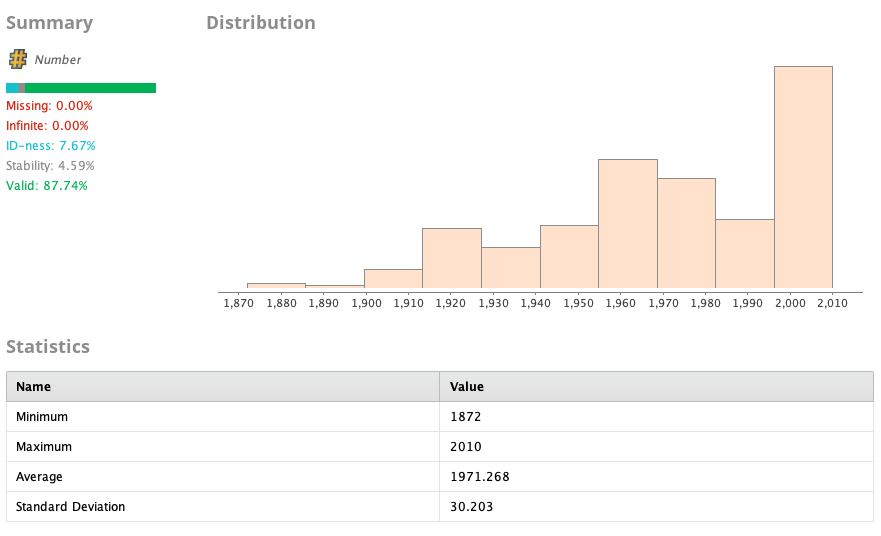 Summary
Distribution
# Number
Missing: 0.00%
Infinite: 0.00%
ID-ness: 7.67%
Stability: 4.59%
Valid: 87.74%
1,870 1,880 1,890 1,900 1,910 1,920 1,930 1,940 1,950 1,960 1,970 1,980 1,990 2,000 2,010
Statistics
Name Value
Minimum 1872
Maximum 2010
Average 1971.268
Standard Deviation 30.203